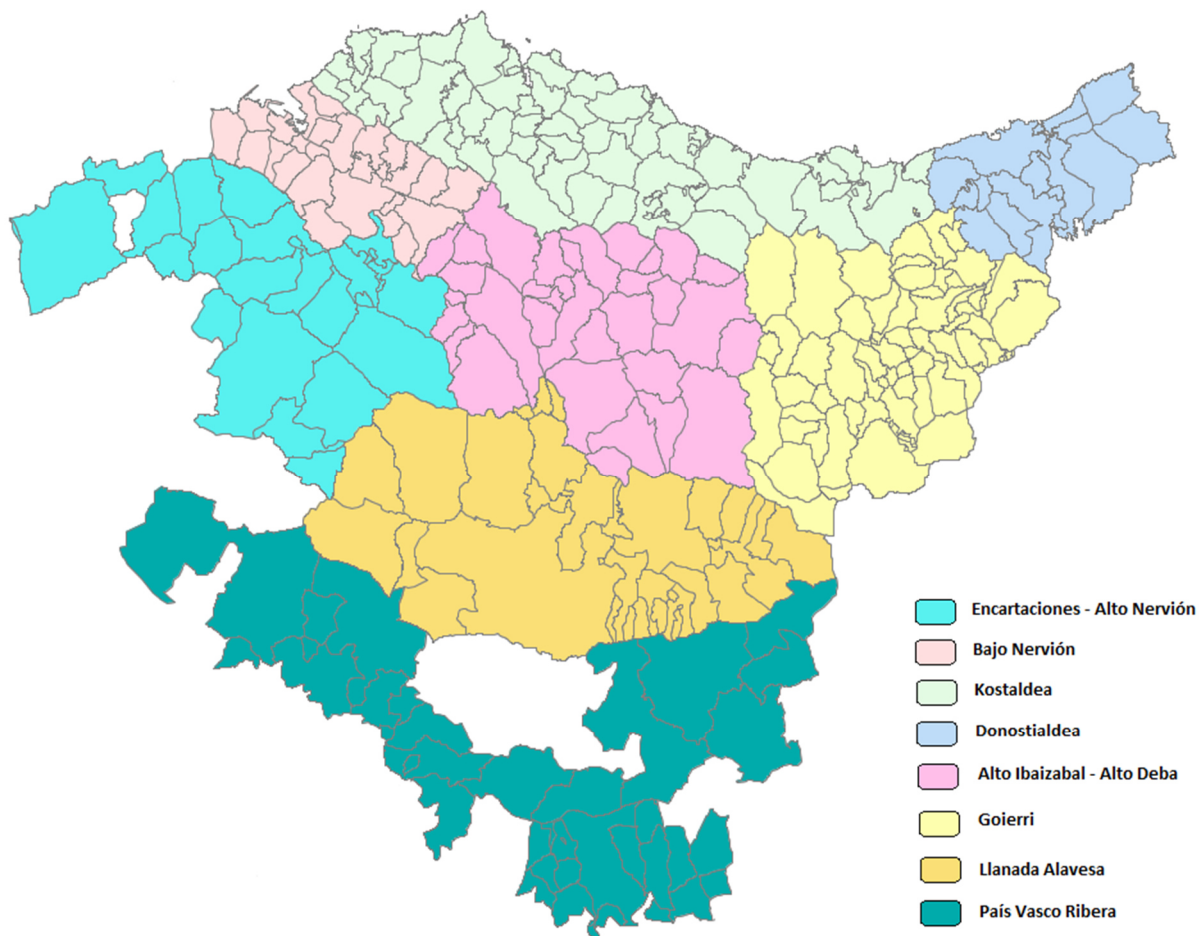 Encartaciones - Alto Nervión
Bajo Nervión
Kostaldea
Donostialdea
Alto Ibaizabal - Alto Deba
Goierri
Llanada Alavesa
País Vasco Ribera